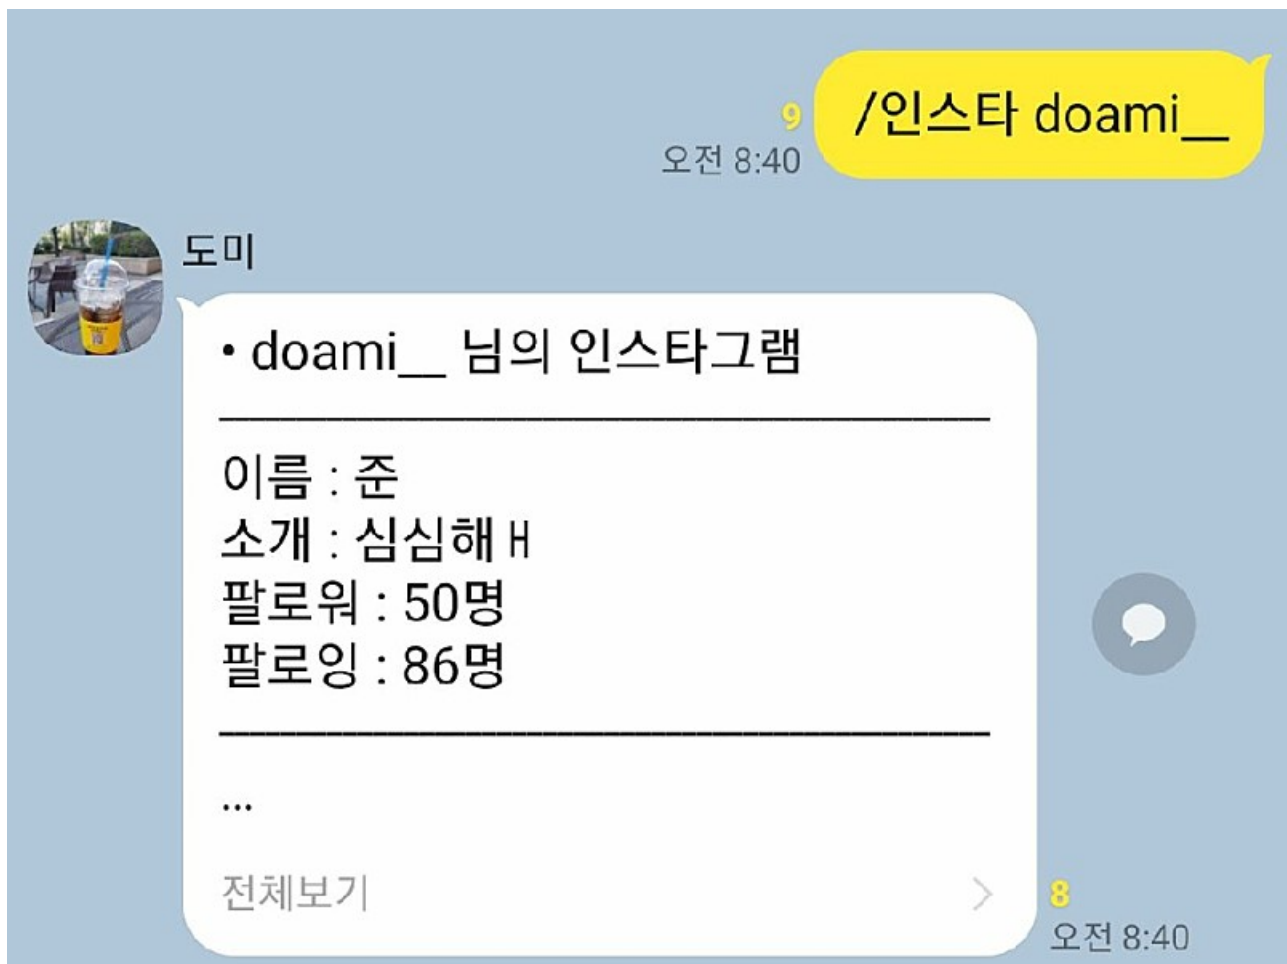 /인스타 doami__
9
오전 8:40
도미
• doami__ 님의 인스타그램
이름 : 준
소개 : 심심해 H
팔로워 : 50명
팔로잉 : 86명
...
전체보기
8
오전 8:40